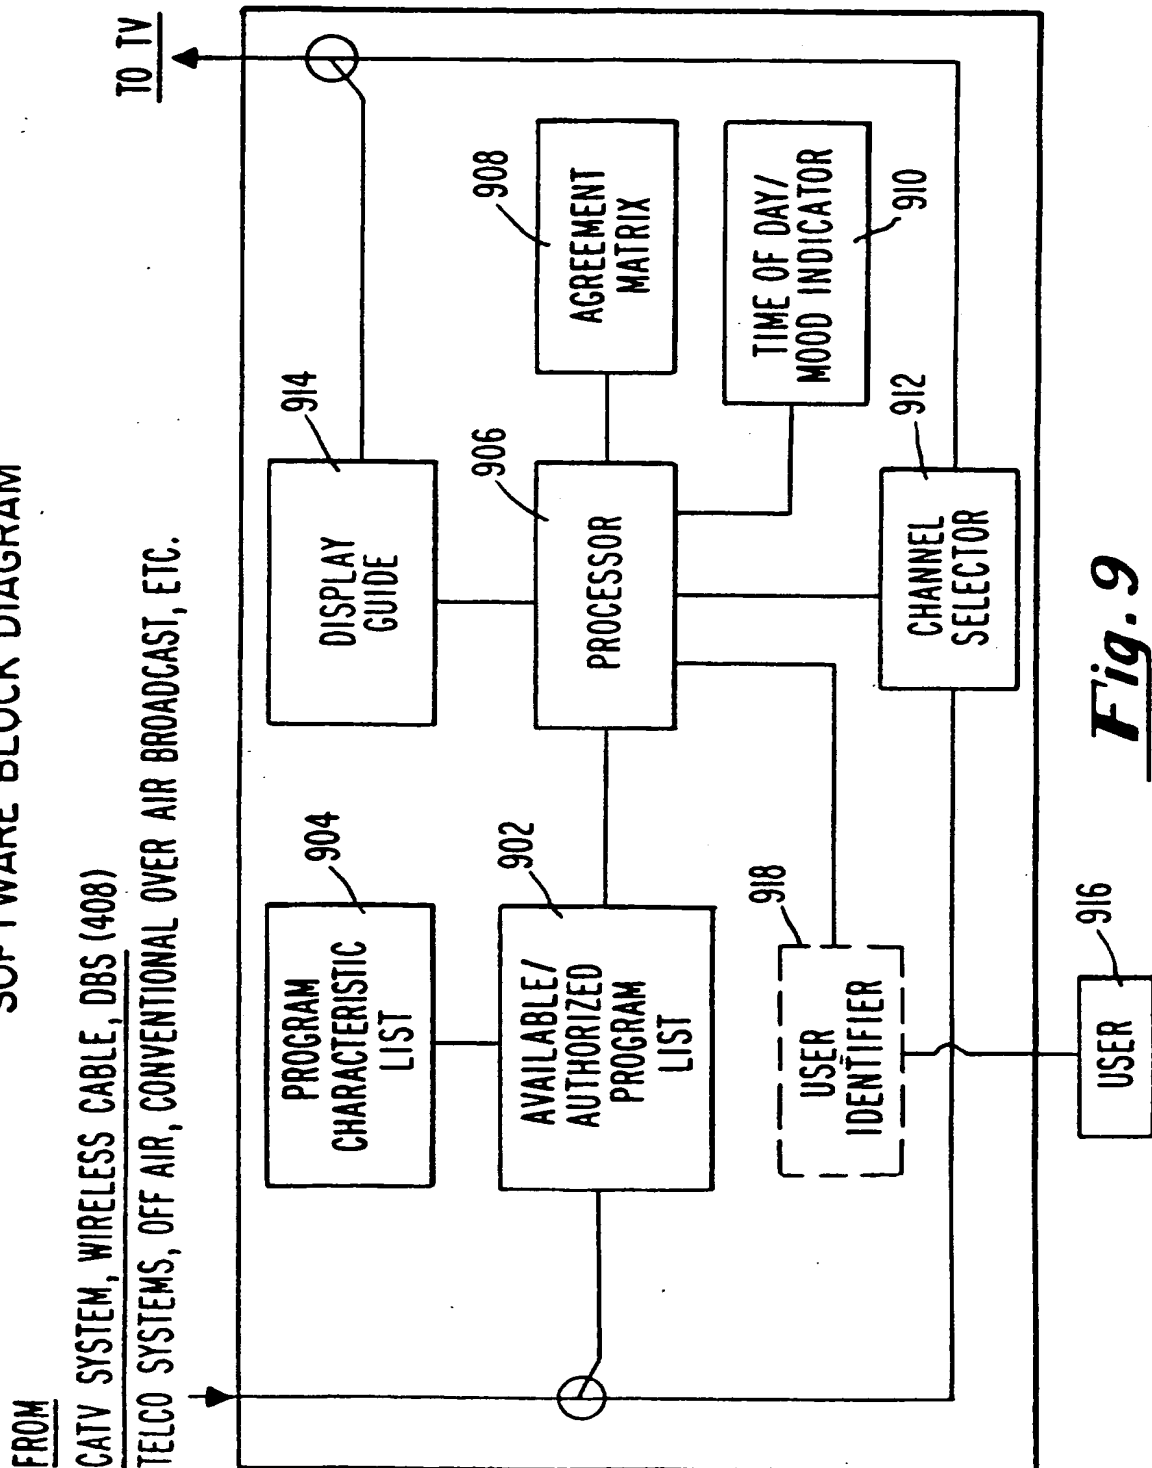 SOFTWARE BLOCK DIAGRAM
FROM
CATV SYSTEM, WIRELESS CABLE, DBS (408)
TELCO SYSTEMS, OFF AIR, CONVENTIONAL OVER AIR BROADCAST, ETC.
TO TV
904
PROGRAM
CHARACTERISTIC
LIST
914
DISPLAY
GUIDE
902
AVAILABLE/
AUTHORIZED
PROGRAM
LIST
906
PROCESSOR
908
AGREEMENT
MATRIX
918
USER
IDENTIFIER
910
TIME OF DAY/
MOOD INDICATOR
912
CHANNEL
SELECTOR
916
USER
Fig. 9